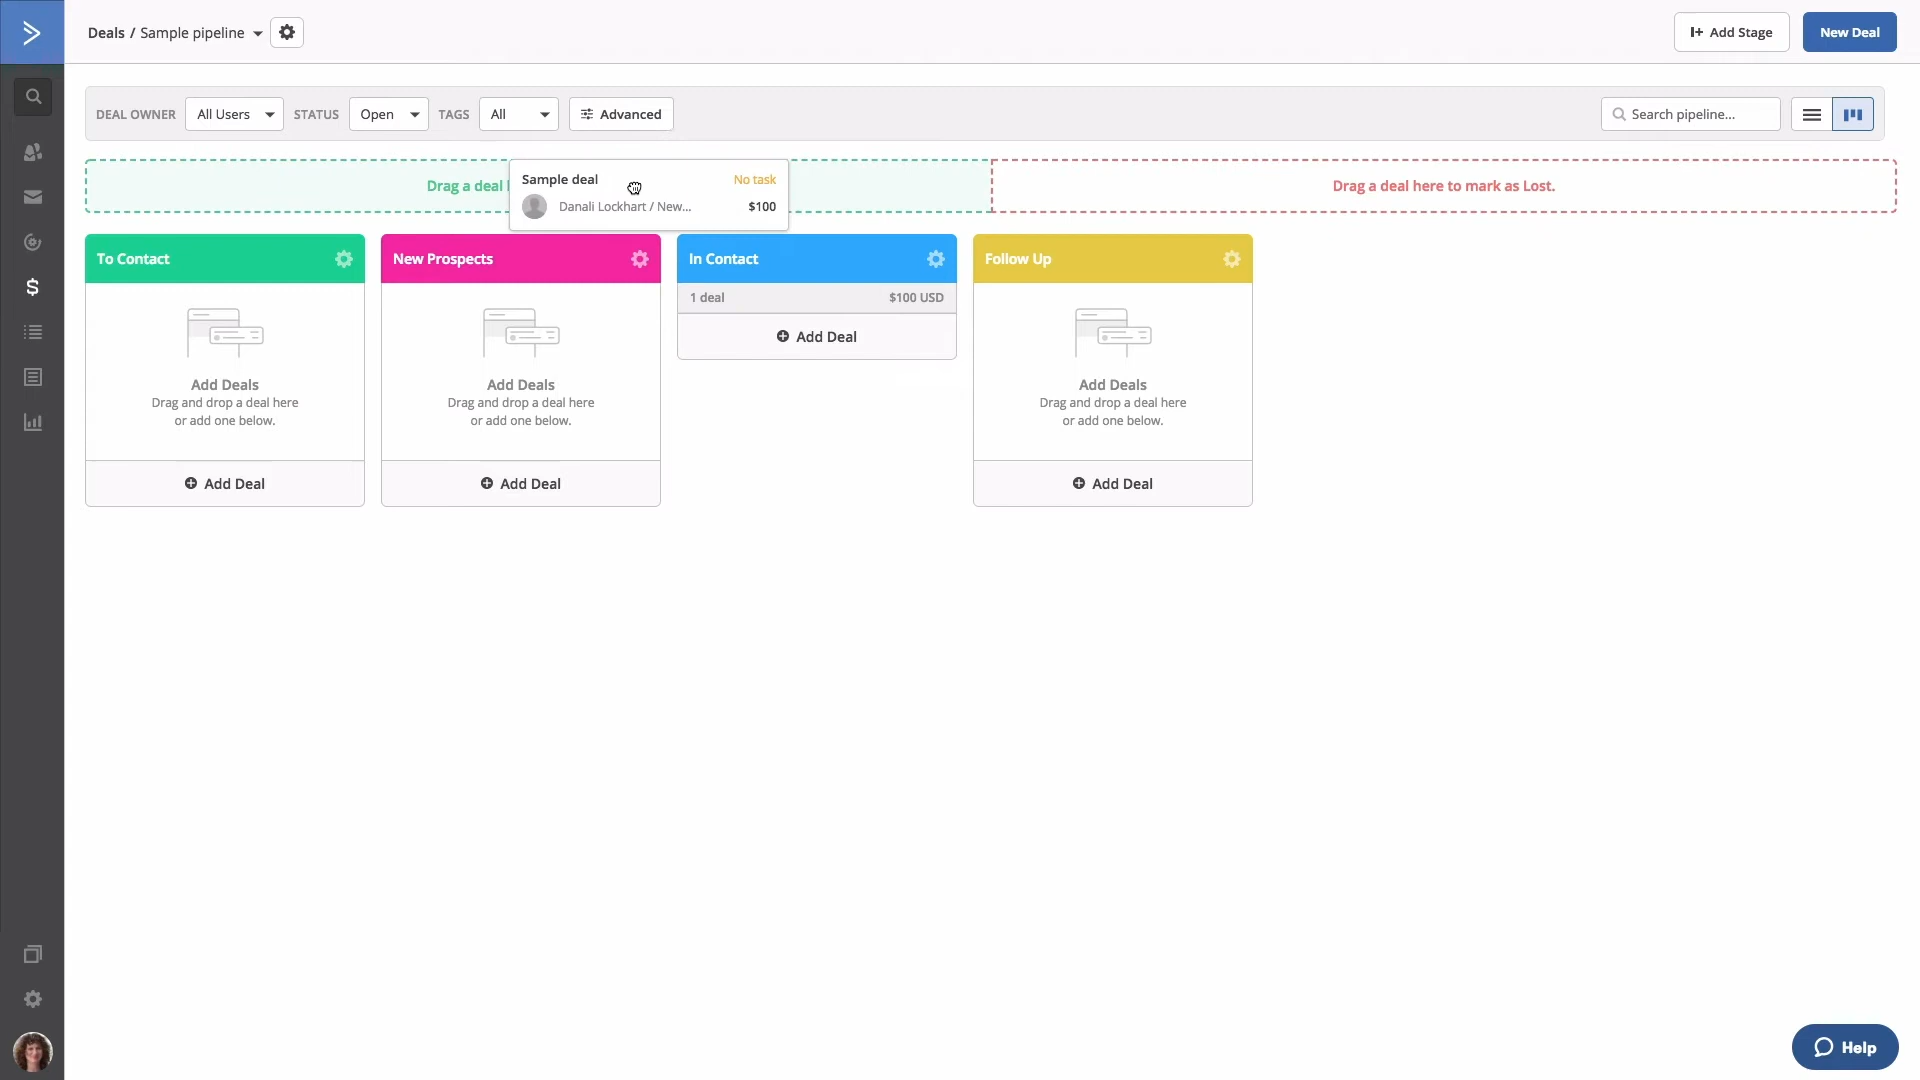 Deals / Sample pipeline
Add Stage
New Deal
DEAL OWNER All Users STATUS Open TAGS All Advanced
Search pipeline...
Drag a deal
Sample deal No task
Danali Lockhart / New... $100
Drag a deal here to mark as Lost.
To Contact
Add Deals
Drag and drop a deal here
or add one below.
Add Deal
New Prospects
Add Deals
Drag and drop a deal here
or add one below.
Add Deal
In Contact
1 deal $100 USD
Add Deal
Follow Up
Add Deals
Drag and drop a deal here
or add one below.
Add Deal
Help